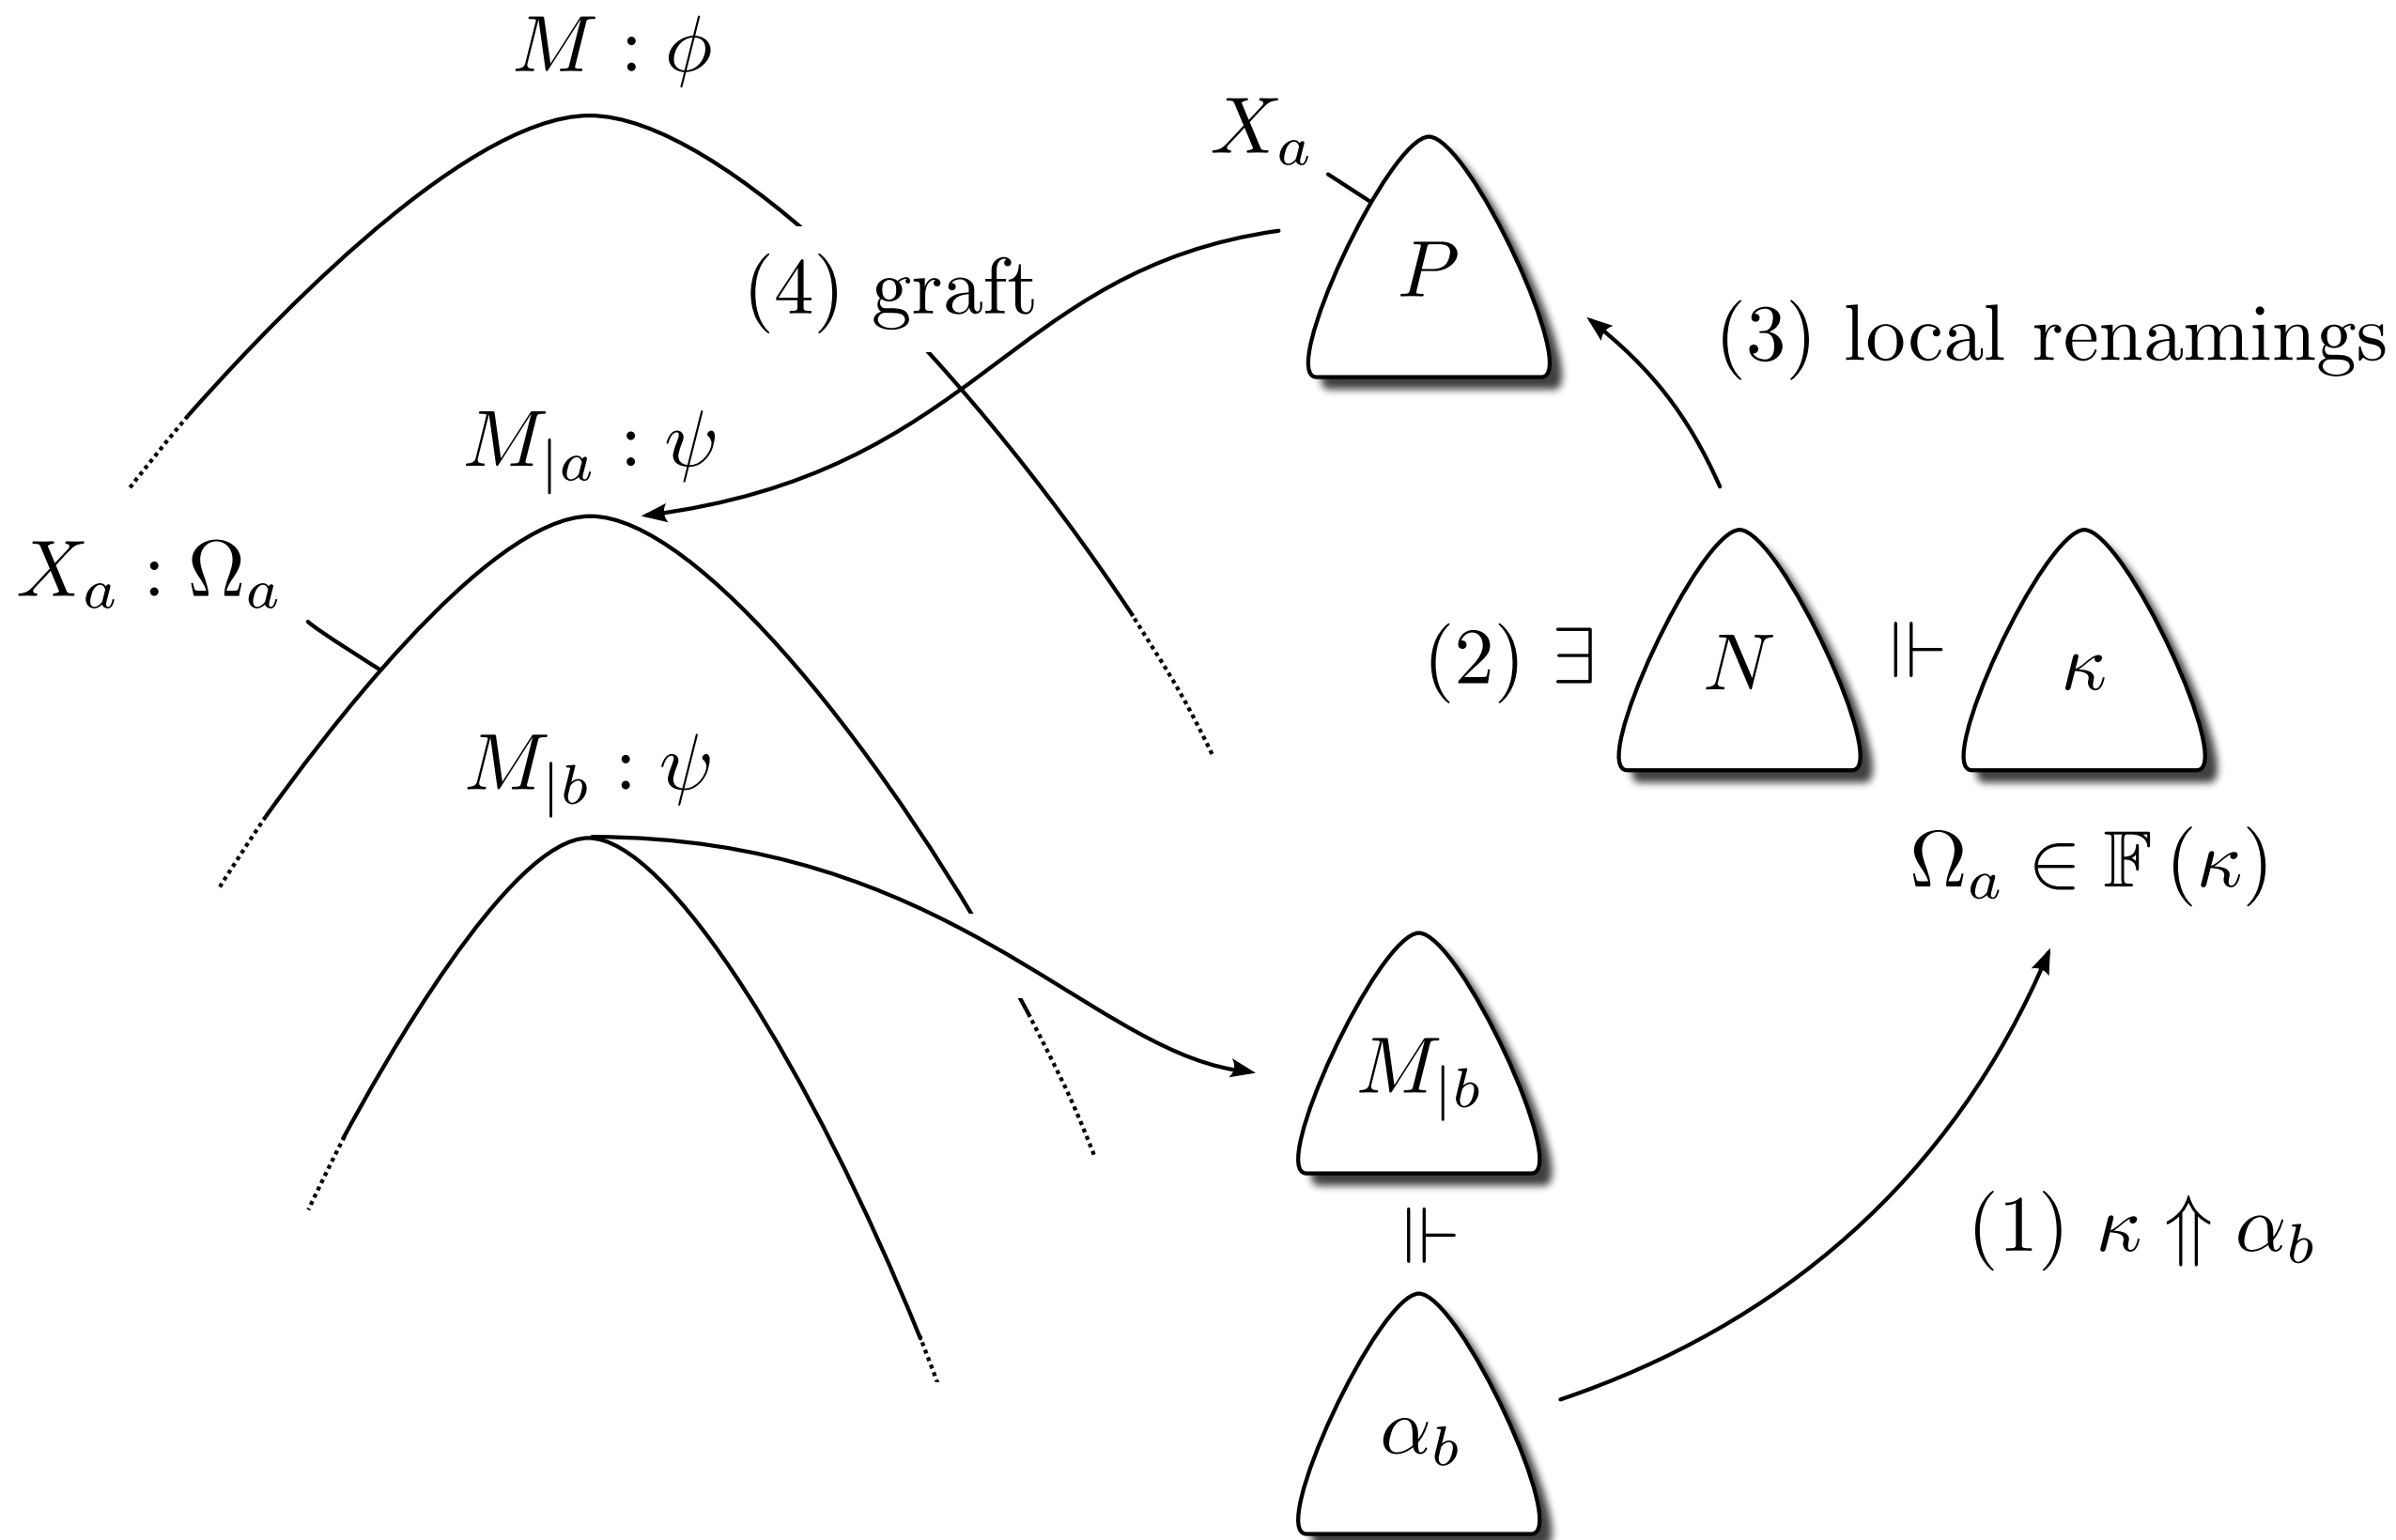 M : ϕ
X_a
P
(4) graft
(3) local renamings
M_{|a} : ψ
X_a : Ω_a
(2) ∃ N ⊩ κ
M_{|b} : ψ
Ω_a ∈ 𝔽 (κ)
M_{|b}
⊩
(1) κ ⇑ α_b
α_b